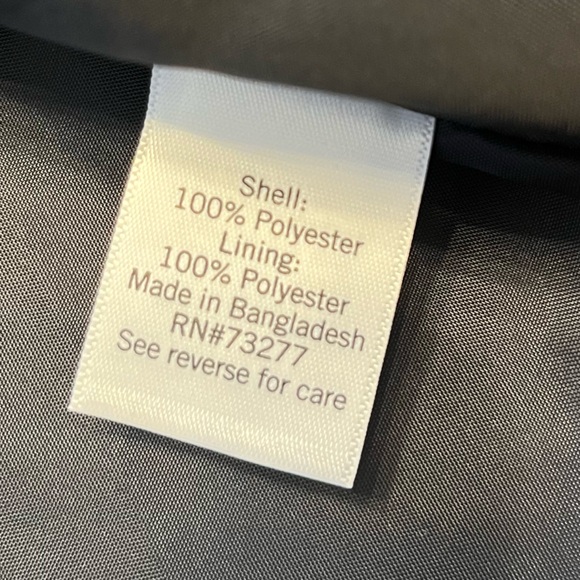 Shell:
100% Polyester
Lining:
100% Polyester
Made in Bangladesh
RN#73277
See reverse for care